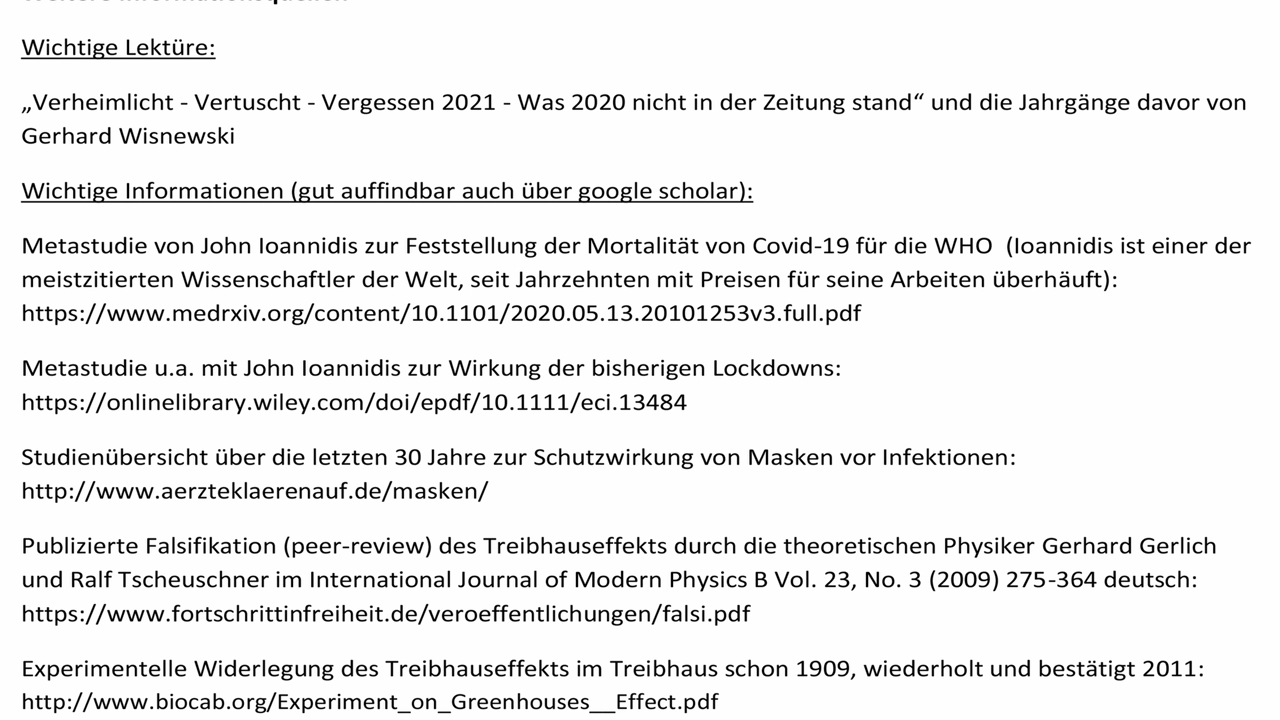 Weitere Informationsquellen
Wichtige Lektüre:
„Verheimlicht - Vertuscht - Vergessen 2021 - Was 2020 nicht in der Zeitung stand“ und die Jahrgänge davor von
Gerhard Wisnewski
Wichtige Informationen (gut auffindbar auch über google scholar):
Metastudie von John Ioannidis zur Feststellung der Mortalität von Covid-19 für die WHO  (Ioannidis ist einer der
meistzitierten Wissenschaftler der Welt, seit Jahrzehnten mit Preisen für seine Arbeiten überhäuft):
https://www.medrxiv.org/content/10.1101/2020.05.13.20101253v3.full.pdf
Metastudie u.a. mit John Ioannidis zur Wirkung der bisherigen Lockdowns:
https://onlinelibrary.wiley.com/doi/epdf/10.1111/eci.13484
Studienübersicht über die letzten 30 Jahre zur Schutzwirkung von Masken vor Infektionen:
http://www.aerzteklaerenauf.de/masken/
Publizierte Falsifikation (peer-review) des Treibhauseffekts durch die theoretischen Physiker Gerhard Gerlich
und Ralf Tscheuschner im International Journal of Modern Physics B Vol. 23, No. 3 (2009) 275-364 deutsch:
https://www.fortschrittinfreiheit.de/veroeffentlichungen/falsi.pdf
Experimentelle Widerlegung des Treibhauseffekts im Treibhaus schon 1909, wiederholt und bestätigt 2011:
http://www.biocab.org/Experiment_on_Greenhouses__Effect.pdf